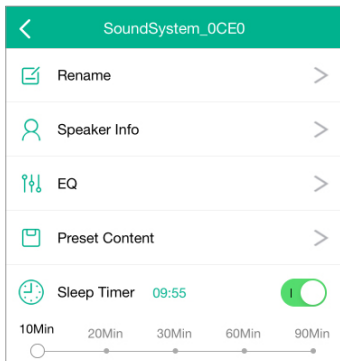 SoundSystem_0CE0
Rename
Speaker Info
EQ
Preset Content
Sleep Timer 09:55
10Min 20Min 30Min 60Min 90Min